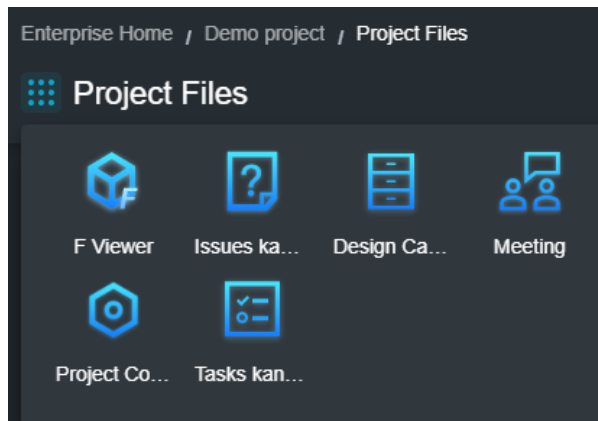 Enterprise Home / Demo project / Project Files
Project Files
F
?
F Viewer Issues ka... Design Ca... Meeting
Project Co... Tasks kan...